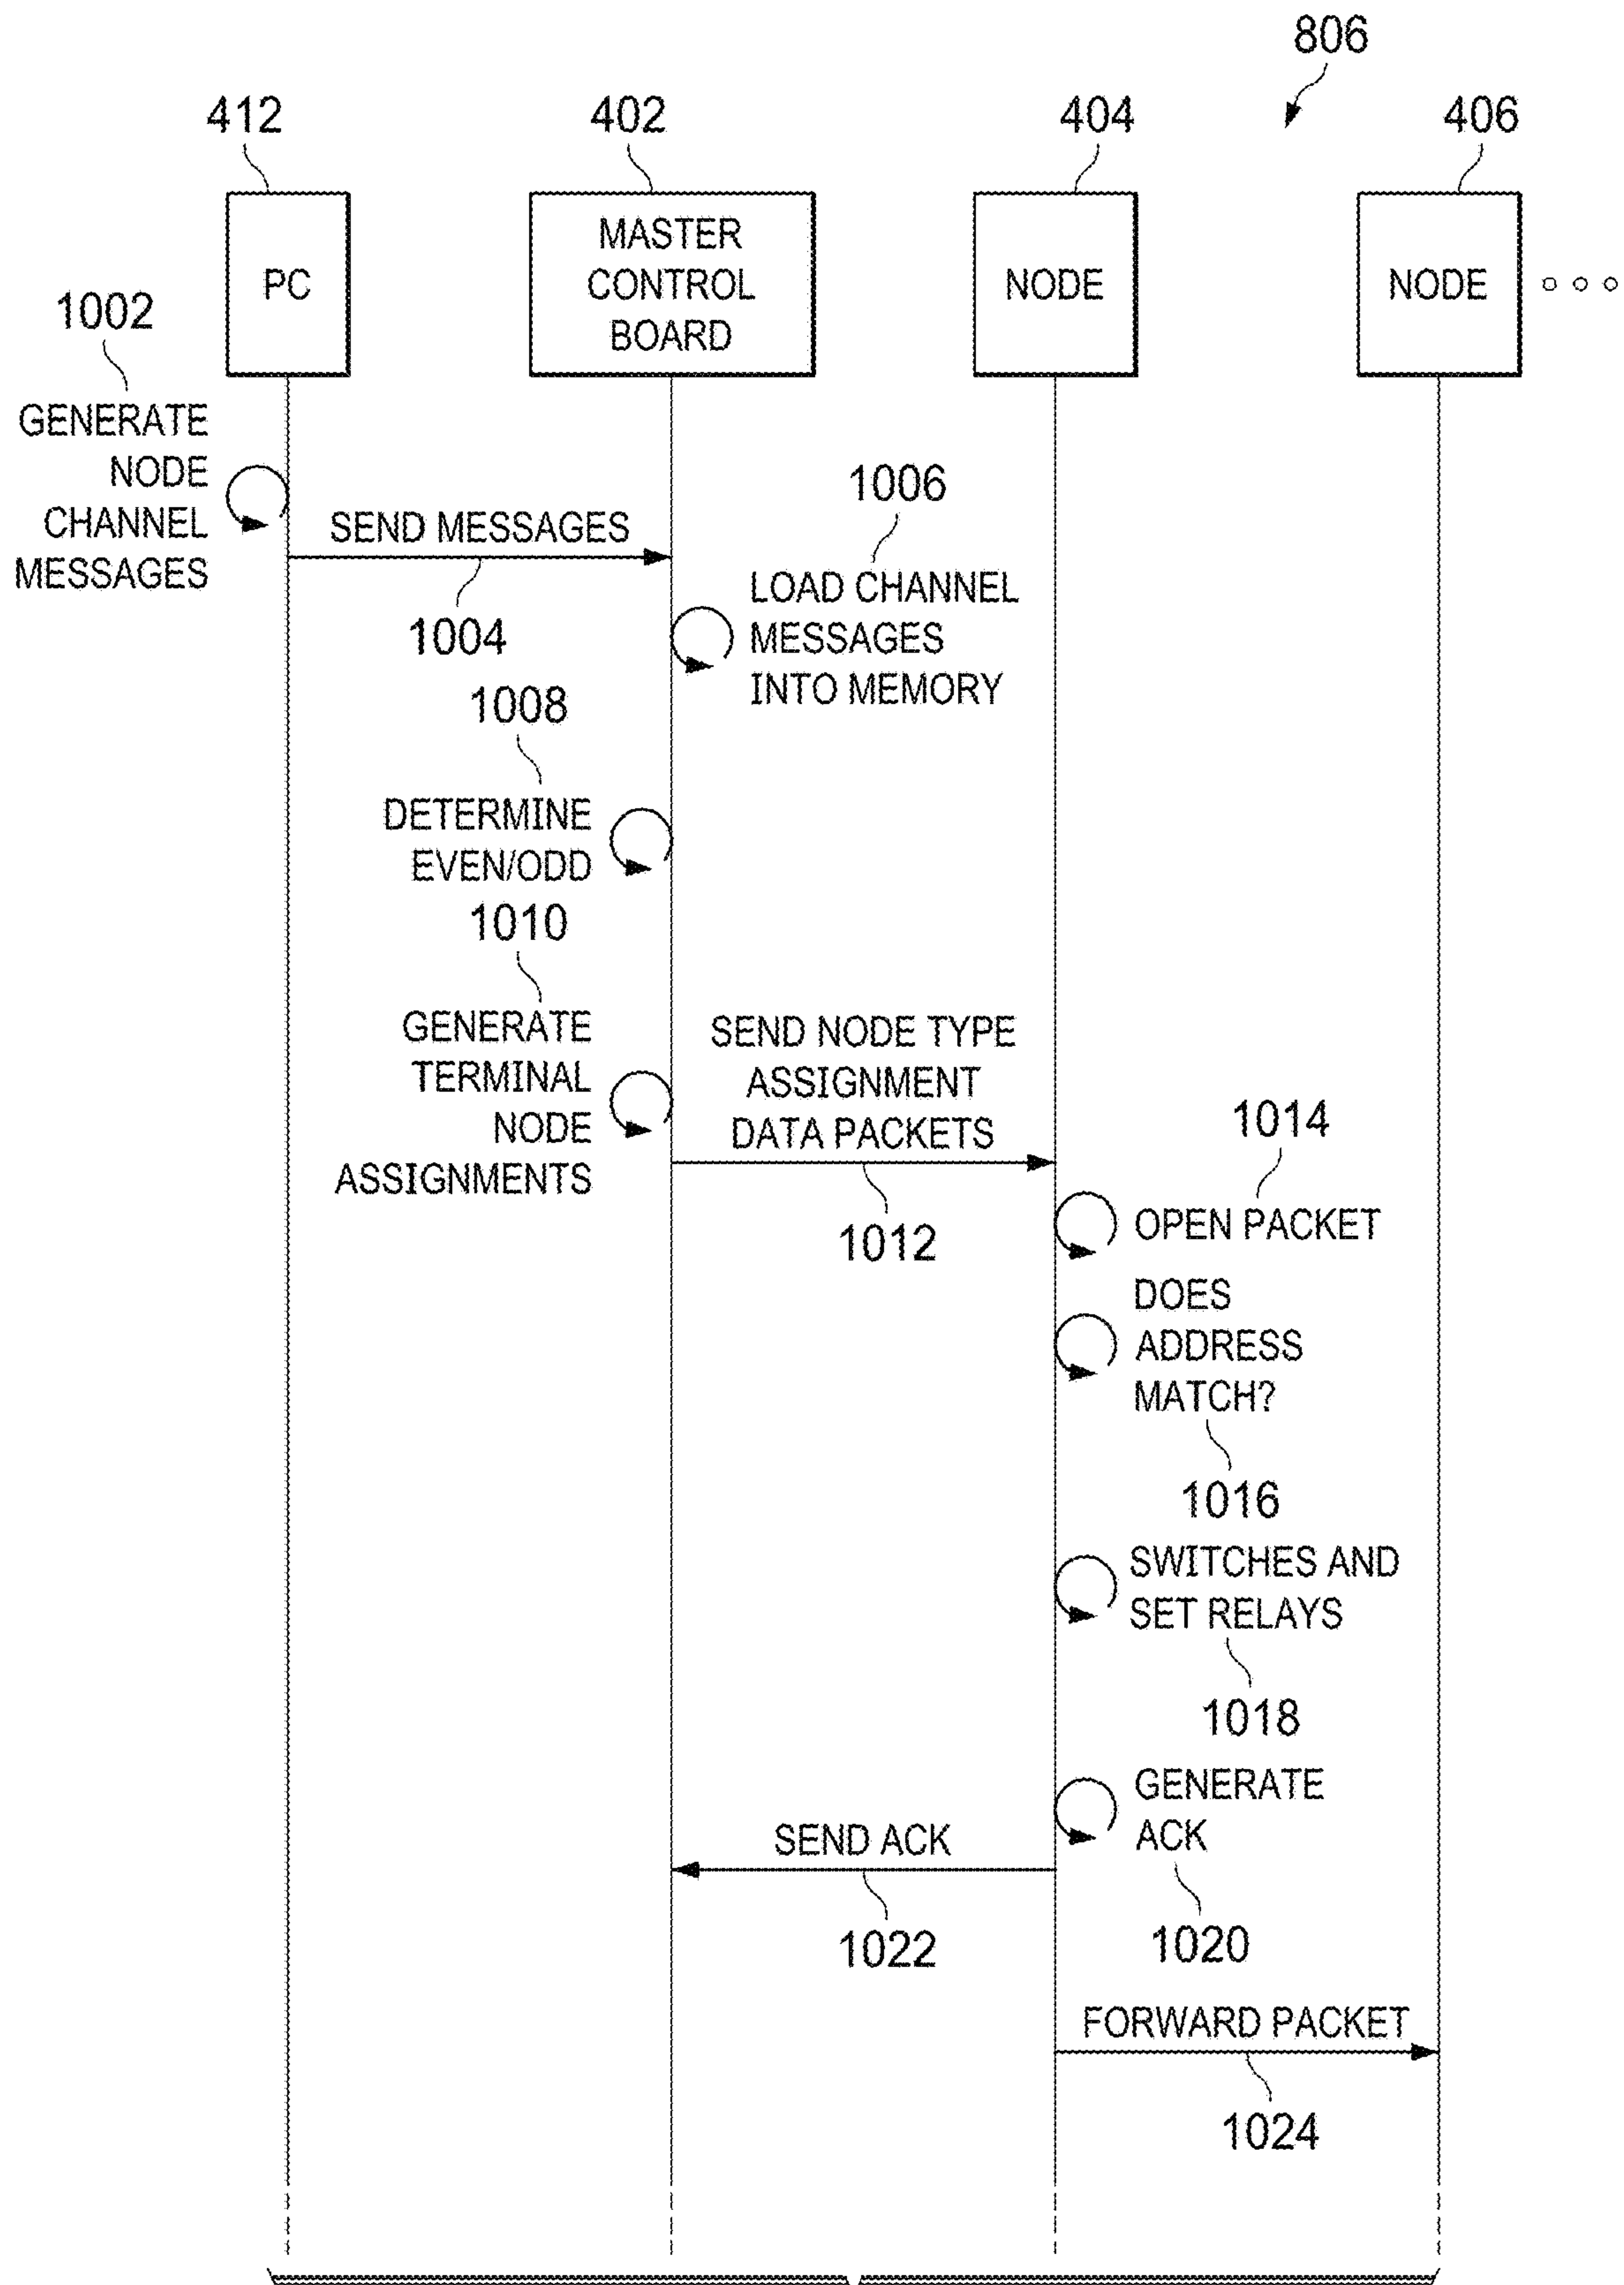 806
412
402
404
406
PC
MASTER
CONTROL
BOARD
NODE
NODE
1002
GENERATE
NODE
CHANNEL
MESSAGES
SEND MESSAGES
1004
1006
LOAD CHANNEL
MESSAGES
INTO MEMORY
1008
DETERMINE
EVEN/ODD
1010
GENERATE
TERMINAL
NODE
ASSIGNMENTS
SEND NODE TYPE
ASSIGNMENT
DATA PACKETS
1012
1014
OPEN PACKET
DOES
ADDRESS
MATCH?
1016
SWITCHES AND
SET RELAYS
1018
GENERATE
ACK
1020
SEND ACK
1022
FORWARD PACKET
1024